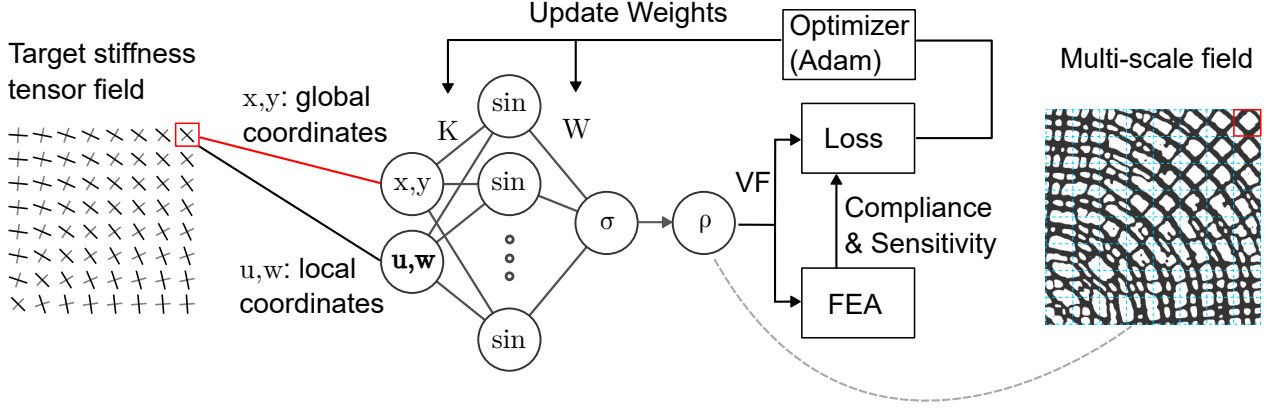 Update Weights
Target stiffness
tensor field
x,y: global
coordinates
K
W
sin
sin
sin
x,y
u,w
u,w: local
coordinates
σ
ρ
VF
Optimizer
(Adam)
Loss
Compliance
& Sensitivity
FEA
Multi-scale field